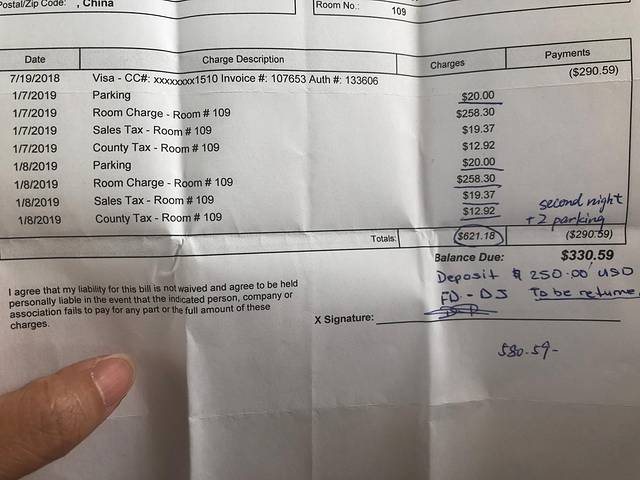 Postal/Zip Code: , China
Room No.: 109
Date Charge Description Charges Payments
7/19/2018 Visa - CC#: xxxxxxxx1510 Invoice #: 107653 Auth #: 133606 ($290.59)
1/7/2019 Parking $20.00
1/7/2019 Room Charge - Room # 109 $258.30
1/7/2019 Sales Tax - Room # 109 $19.37
1/7/2019 County Tax - Room # 109 $12.92
1/8/2019 Parking $20.00
1/8/2019 Room Charge - Room # 109 $258.30
1/8/2019 Sales Tax - Room # 109 $19.37
1/8/2019 County Tax - Room # 109 $12.92
second night
+ 2 parking
Totals: $621.18 ($290.59)
Balance Due: $330.59
Deposit $ 250.00 USD
FD - DJ To be returne
I agree that my liability for this bill is not waived and agree to be held
personally liable in the event that the indicated person, company or
association fails to pay for any part or the full amount of these
charges.
X Signature:
580.59-